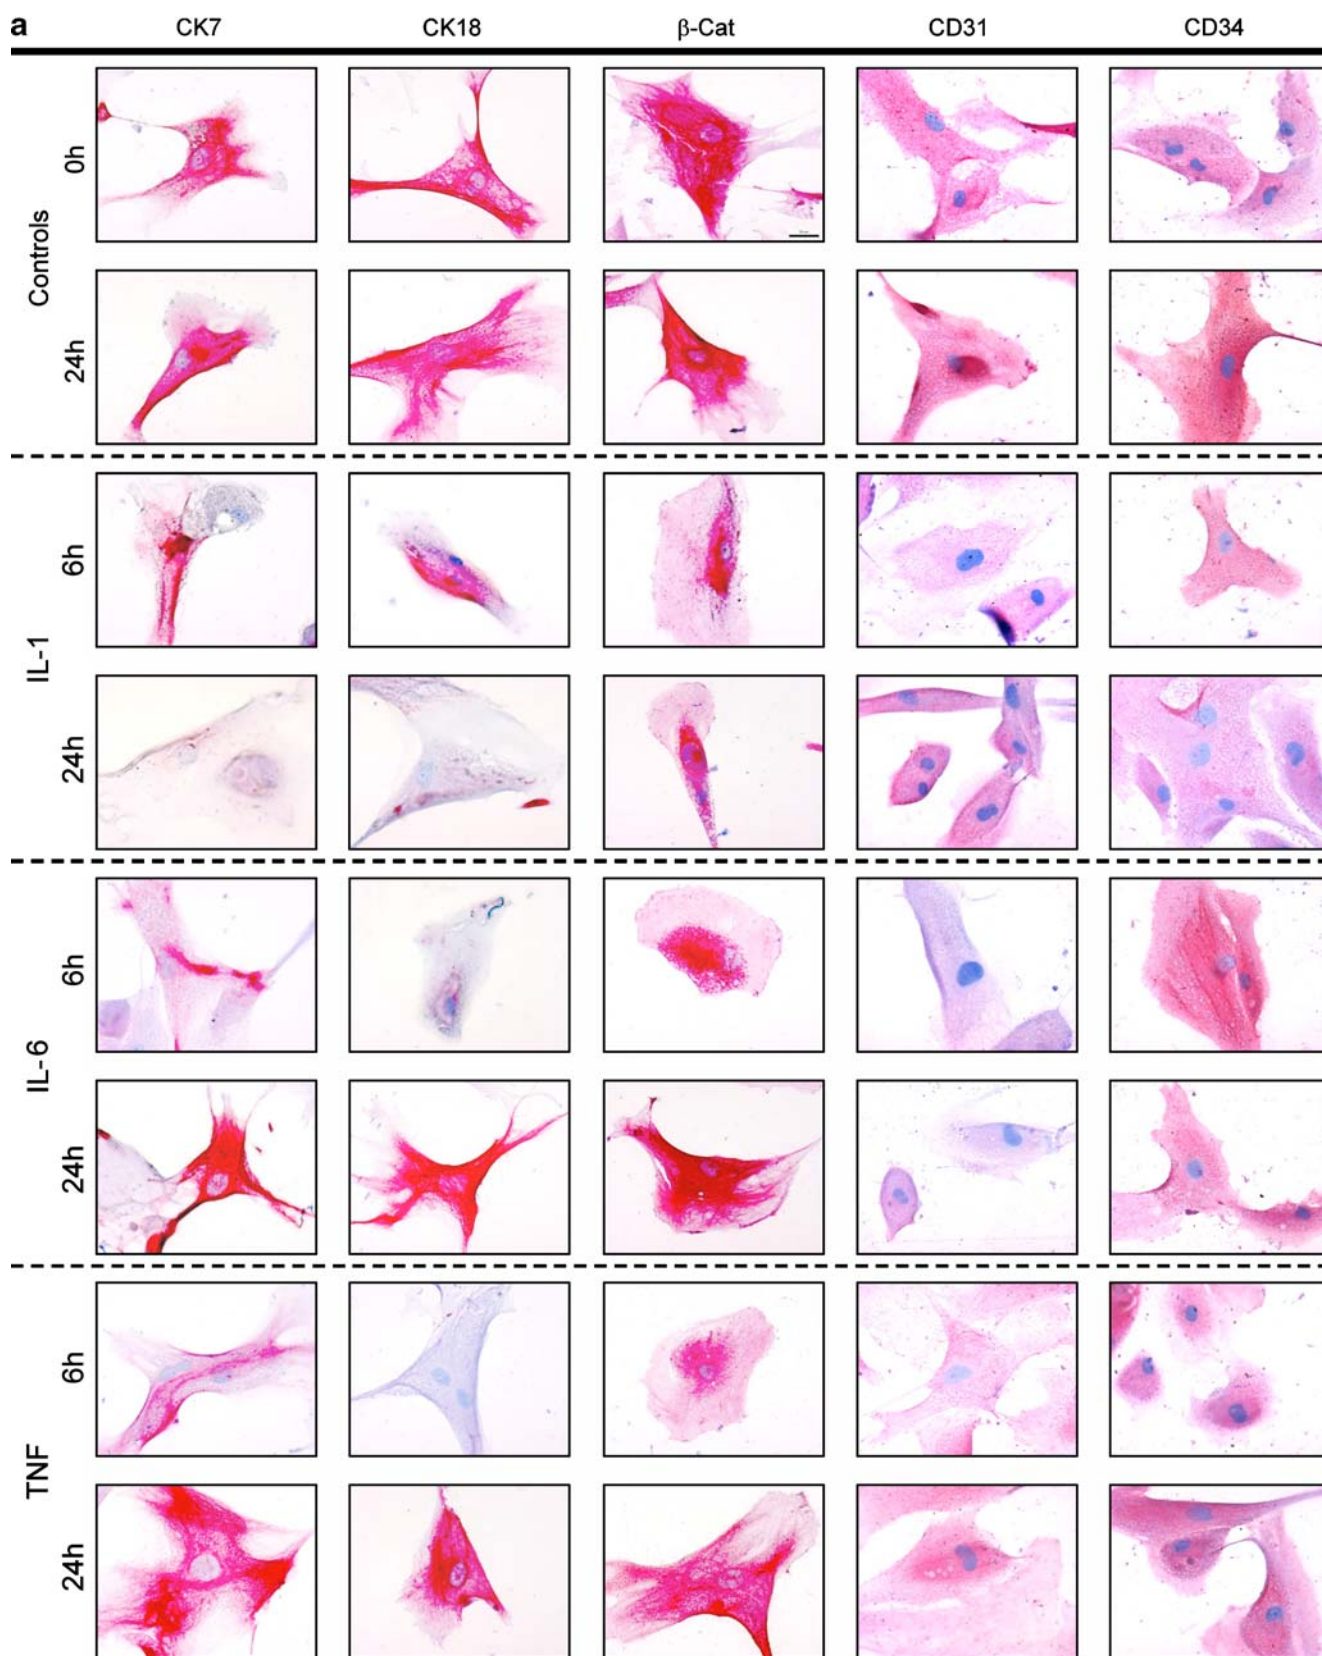 a
CK7 CK18 β-Cat CD31 CD34
Controls
0h
24h
IL-1
6h
24h
IL-6
6h
24h
TNF
6h
24h